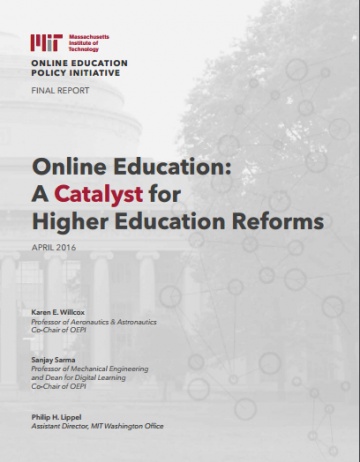 MIT
Massachusetts
Institute of
Technology
ONLINE EDUCATION
POLICY INITIATIVE
FINAL REPORT
Online Education:
A Catalyst for
Higher Education Reforms
APRIL 2016
Karen E. Willcox
Professor of Aeronautics & Astronautics
Co-Chair of OEPI
Sanjay Sarma
Professor of Mechanical Engineering
and Dean for Digital Learning
Co-Chair of OEPI
Philip H. Lippel
Assistant Director, MIT Washington Office